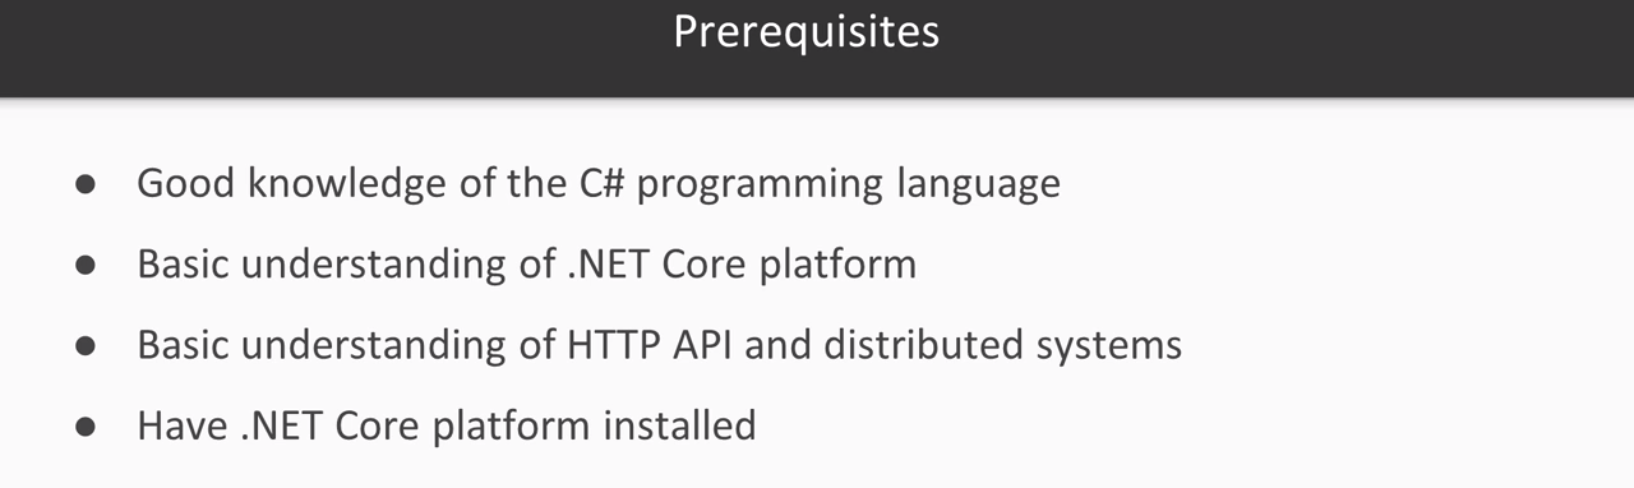 Prerequisites
● Good knowledge of the C# programming language
● Basic understanding of .NET Core platform
● Basic understanding of HTTP API and distributed systems
● Have .NET Core platform installed